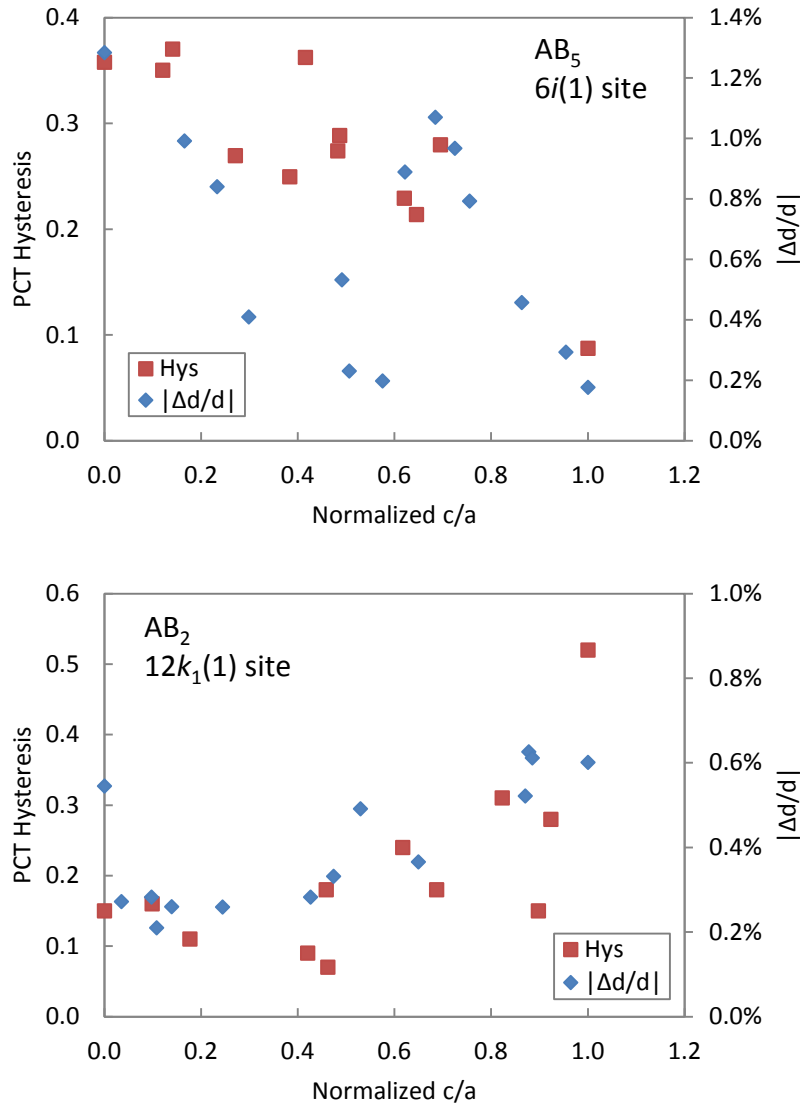 AB5
6i(1) site
PCT Hysteresis
0.4
0.3
0.2
0.1
0.0
1.4%
1.2%
1.0%
0.8%
0.6%
0.4%
0.2%
0.0%
|Δd/d|
Hys
|Δd/d|
0.0 0.2 0.4 0.6 0.8 1.0 1.2
Normalized c/a
AB2
12k1(1) site
PCT Hysteresis
0.6
0.5
0.4
0.3
0.2
0.1
0.0
1.0%
0.8%
0.6%
0.4%
0.2%
0.0%
|Δd/d|
Hys
|Δd/d|
0.0 0.2 0.4 0.6 0.8 1.0 1.2
Normalized c/a